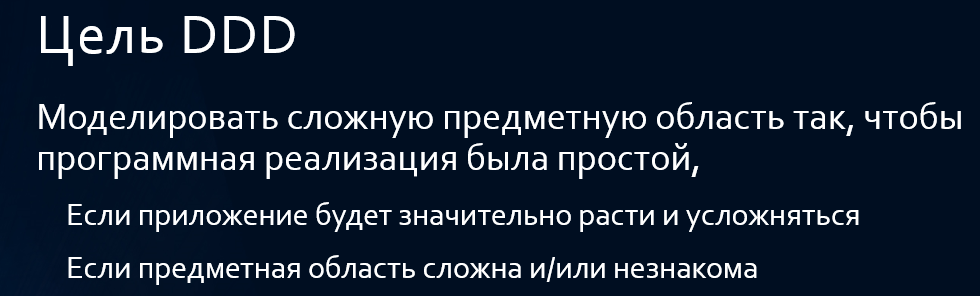 Цель DDD
Моделировать сложную предметную область так, чтобы
программная реализация была простой,
Если приложение будет значительно расти и усложняться
Если предметная область сложна и/или незнакома